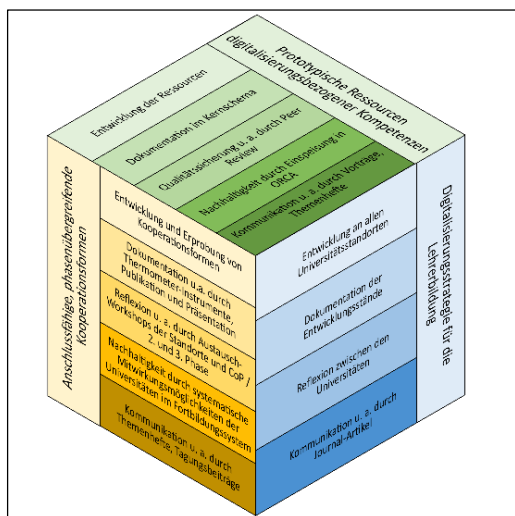 Prototypische Ressourcen
digitalisierungsbezogener Kompetenzen
Entwicklung der Ressourcen
Dokumentation im Kernschema
Qualitätssicherung u. a. durch Peer
Review
Nachhaltigkeit durch Einspeisung in
ORCA
Kommunikation u. a. durch Vorträge,
Themenhefte
Anschlussfähige, phasenübergreifende
Kooperationsformen
Entwicklung und Erprobung von
Kooperationsformen
Dokumentation u.a. durch
Thermometer-Instrumente,
Publikation und Präsentation
Reflexion u. a. durch Austausch-
Workshops der Standorte und CoP /
2. und 3. Phase
Nachhaltigkeit durch systematische
Mitwirkungsmöglichkeiten der
Universitäten im Fortbildungssystem
Kommunikation u. a. durch
Themenhefte, Tagungsbeiträge
Digitalisierungsstrategie für die
Lehrerbildung
Entwicklung an allen
Universitätsstandorten
Dokumentation der
Entwicklungsstände
Reflexion zwischen den
Universitäten
Kommunikation u. a. durch
Journal-Artikel